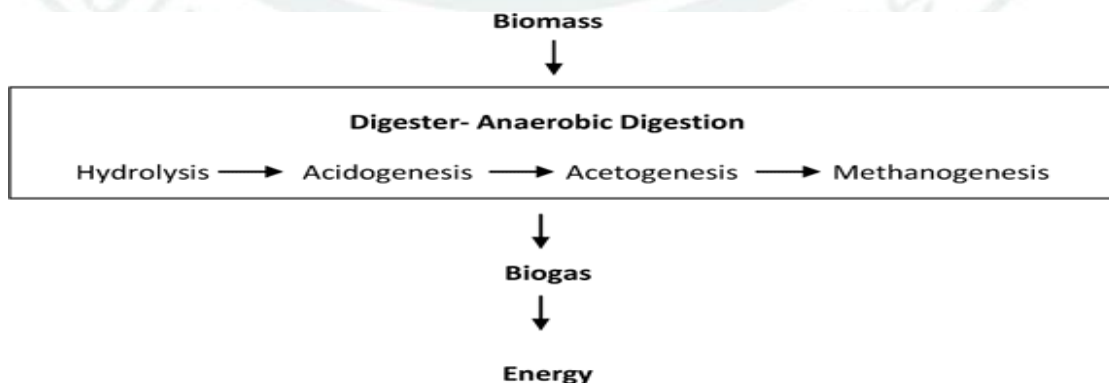 Biomass
Digester- Anaerobic Digestion
Hydrolysis Acidogenesis Acetogenesis Methanogenesis
Biogas
Energy